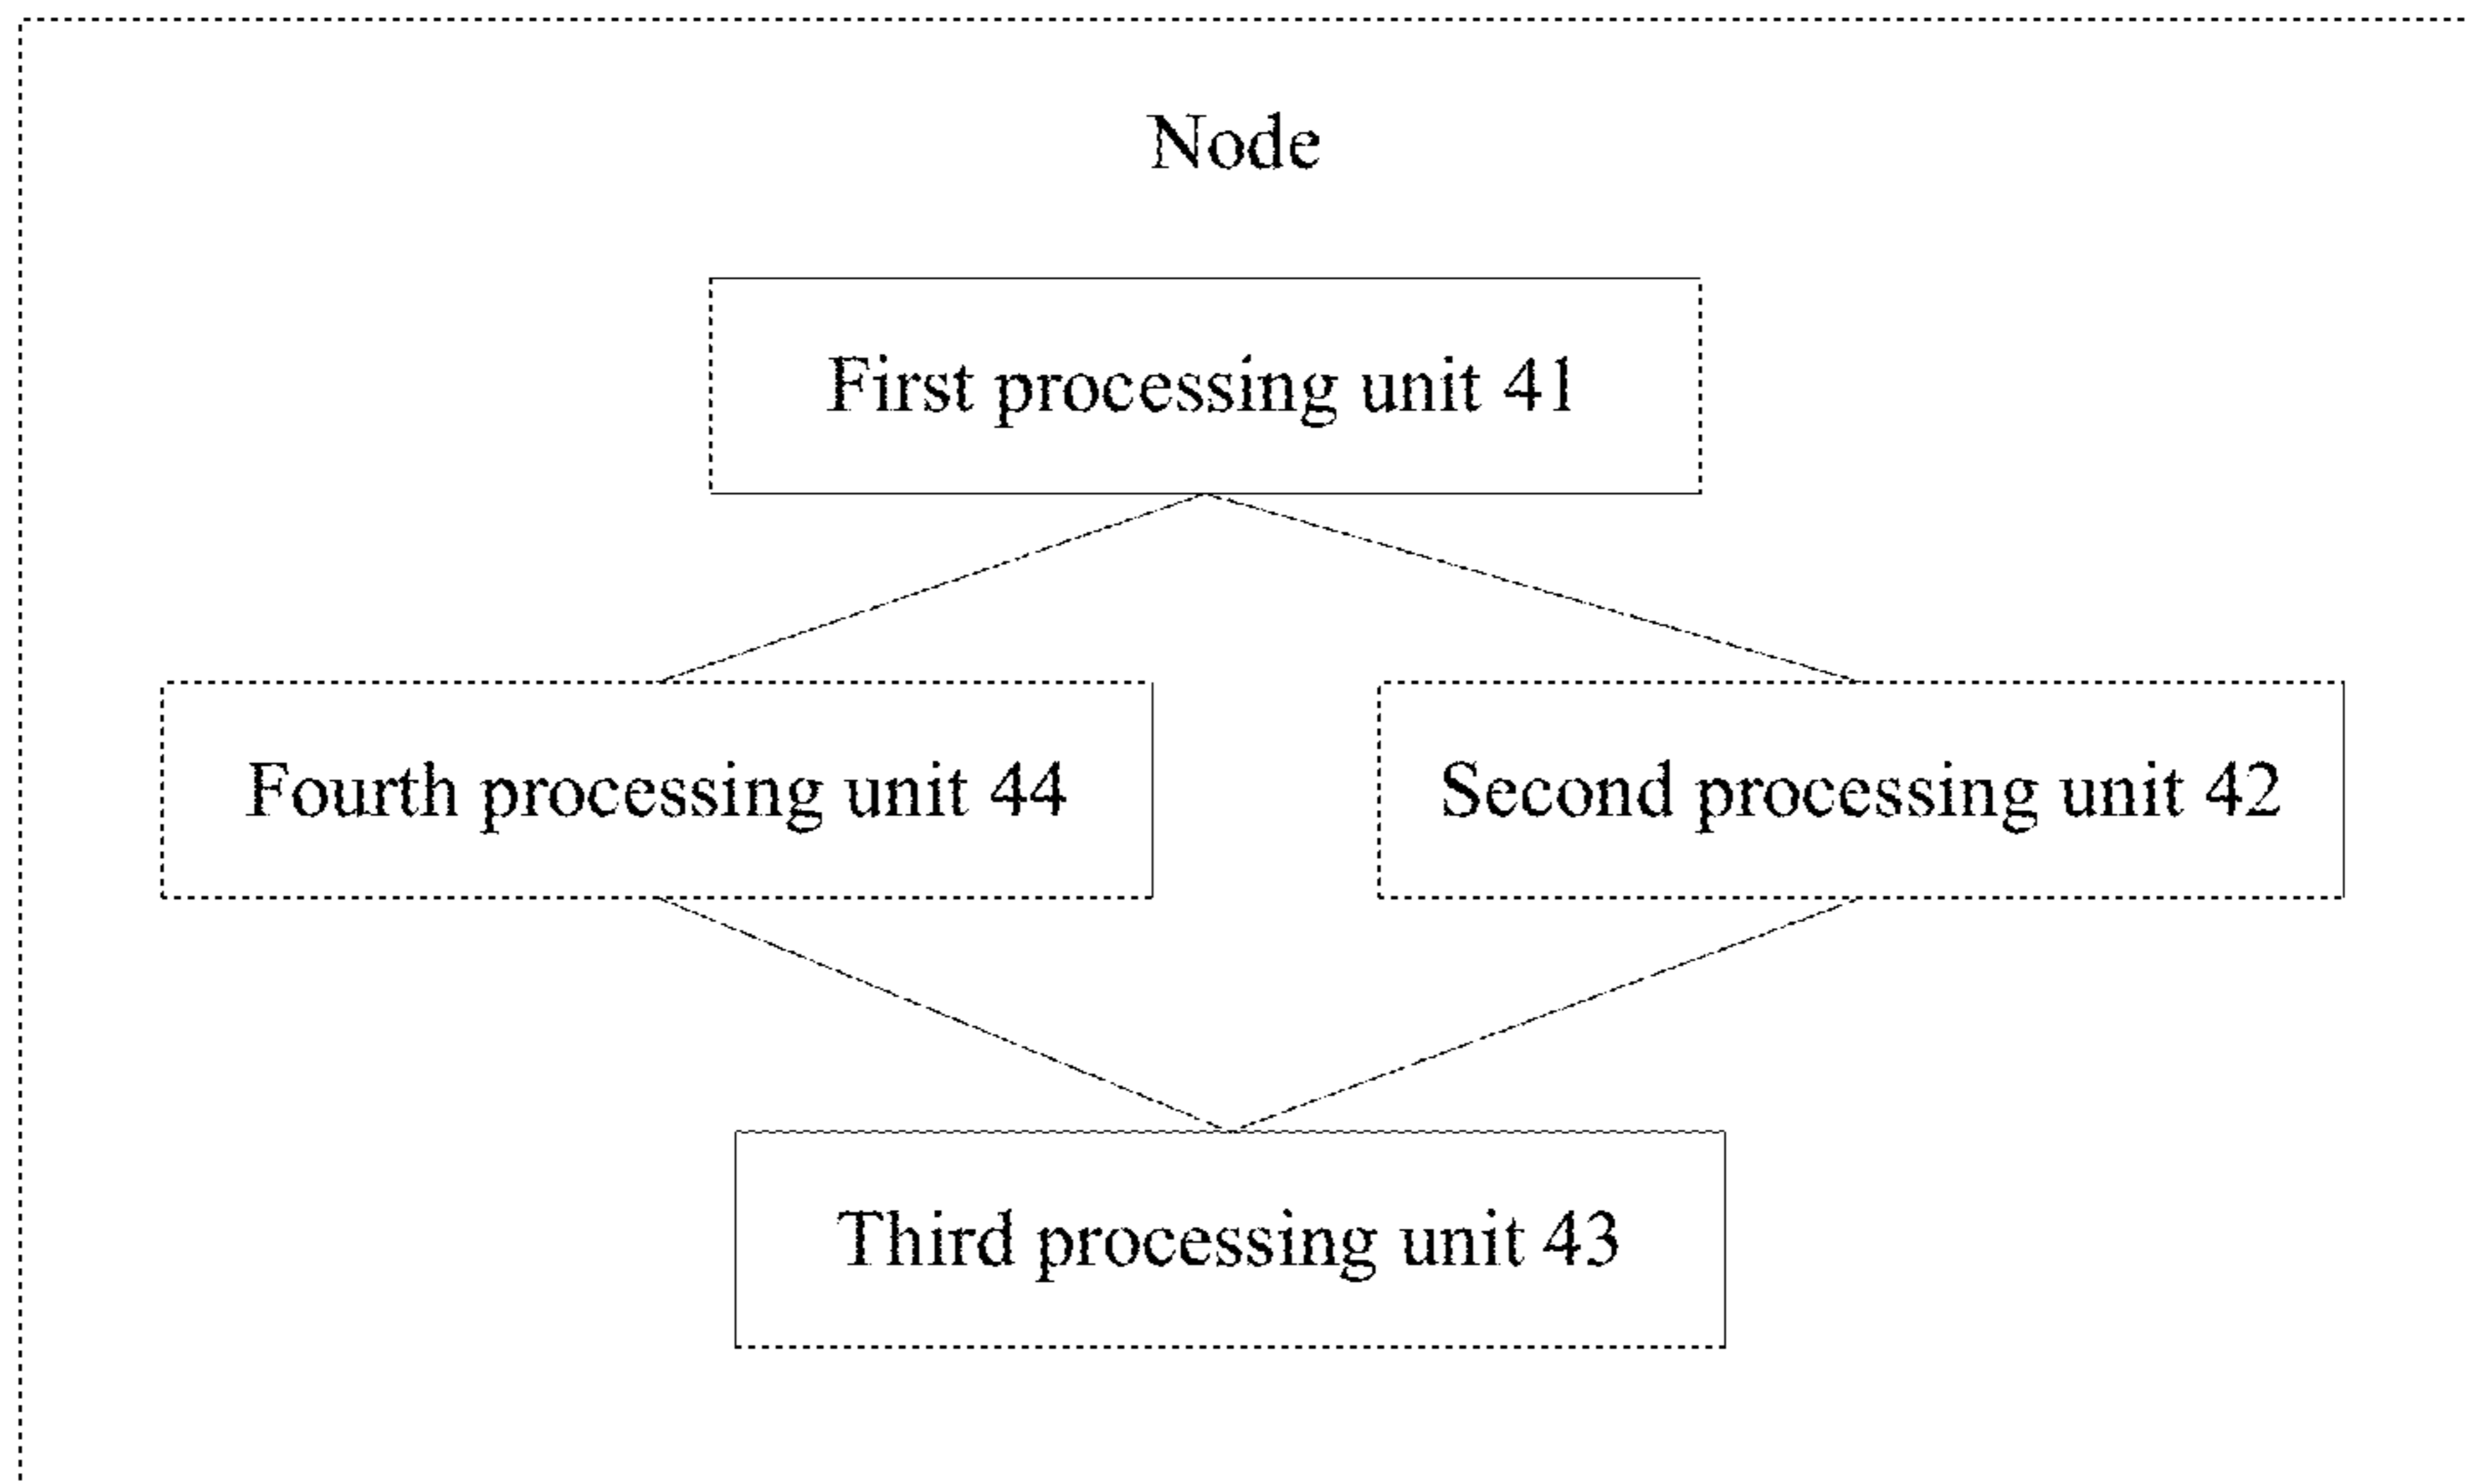 Node
First processing unit 41
Fourth processing unit 44
Second processing unit 42
Third processing unit 43